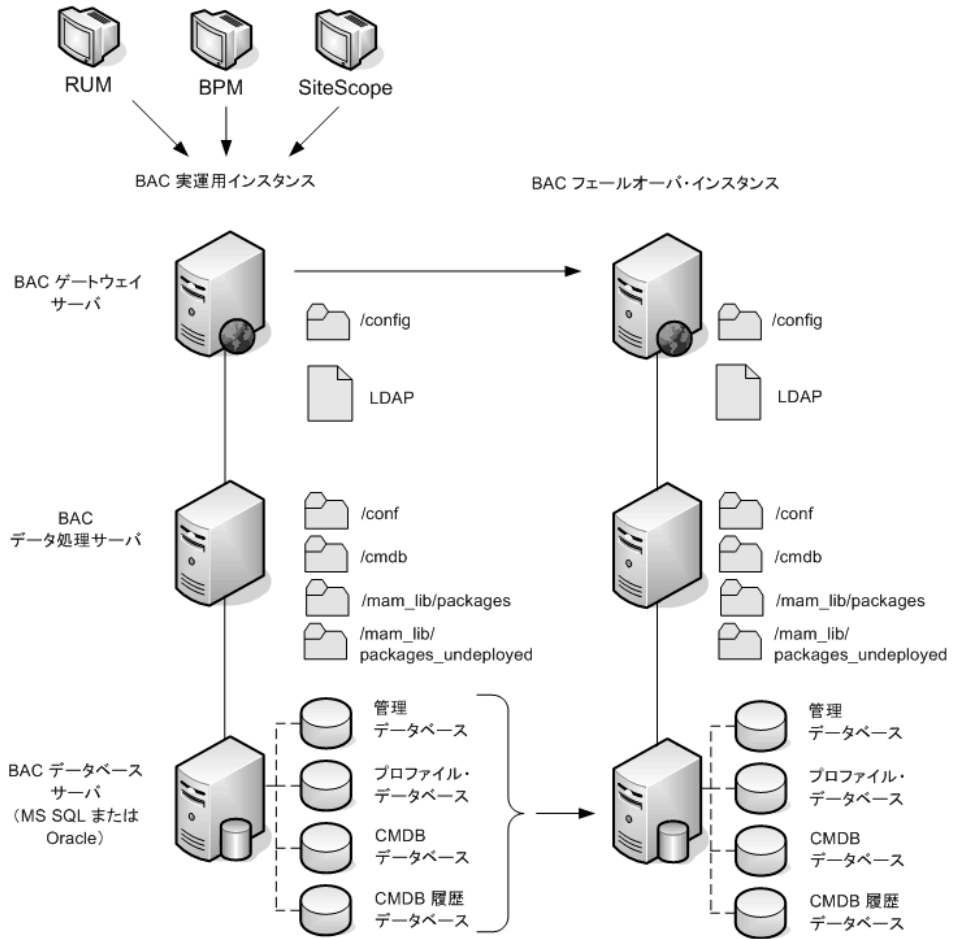 RUM
BPM
SiteScope
BAC 実運用インスタンス
BAC フェールオーバ・インスタンス
BAC ゲートウェイ
サーバ
/config
LDAP
/config
LDAP
BAC
データ処理サーバ
/conf
/cmdb
/mam_lib/packages
/mam_lib/
packages_undeployed
/conf
/cmdb
/mam_lib/packages
/mam_lib/
packages_undeployed
BAC データベース
サーバ
（MS SQL または
Oracle）
管理
データベース
プロファイル・
データベース
CMDB
データベース
CMDB 履歴
データベース
管理
データベース
プロファイル・
データベース
CMDB
データベース
CMDB 履歴
データベース